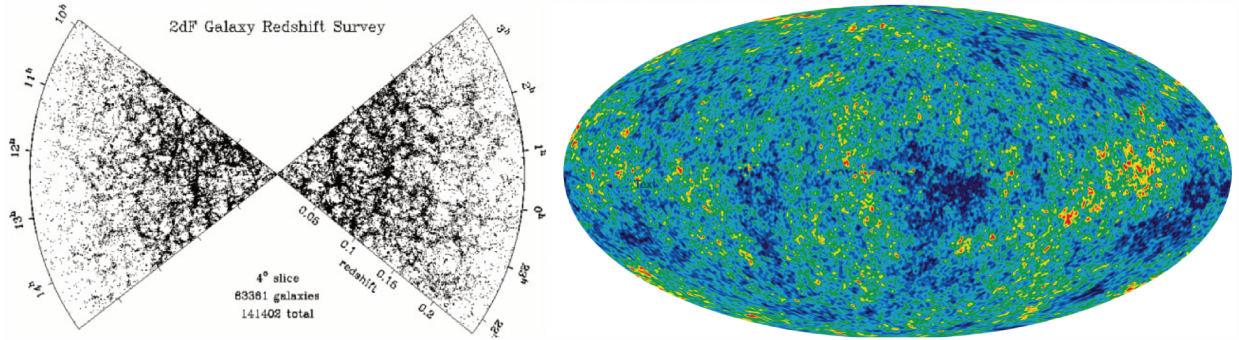 2dF Galaxy Redshift Survey
10ʰ
11ʰ
12ʰ
13ʰ
14ʰ
3ʰ
2ʰ
1ʰ
0ʰ
23ʰ
22ʰ
0.05
0.1
0.15
0.2
redshift
4° slice
63361 galaxies
141402 total